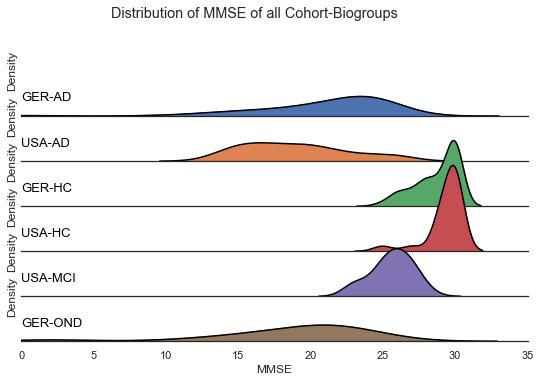 Distribution of MMSE of all Cohort-Biogroups
Density
GER-AD
Density
USA-AD
Density
GER-HC
Density
USA-HC
Density
USA-MCI
Density
GER-OND
0 5 10 15 20 25 30 35
MMSE